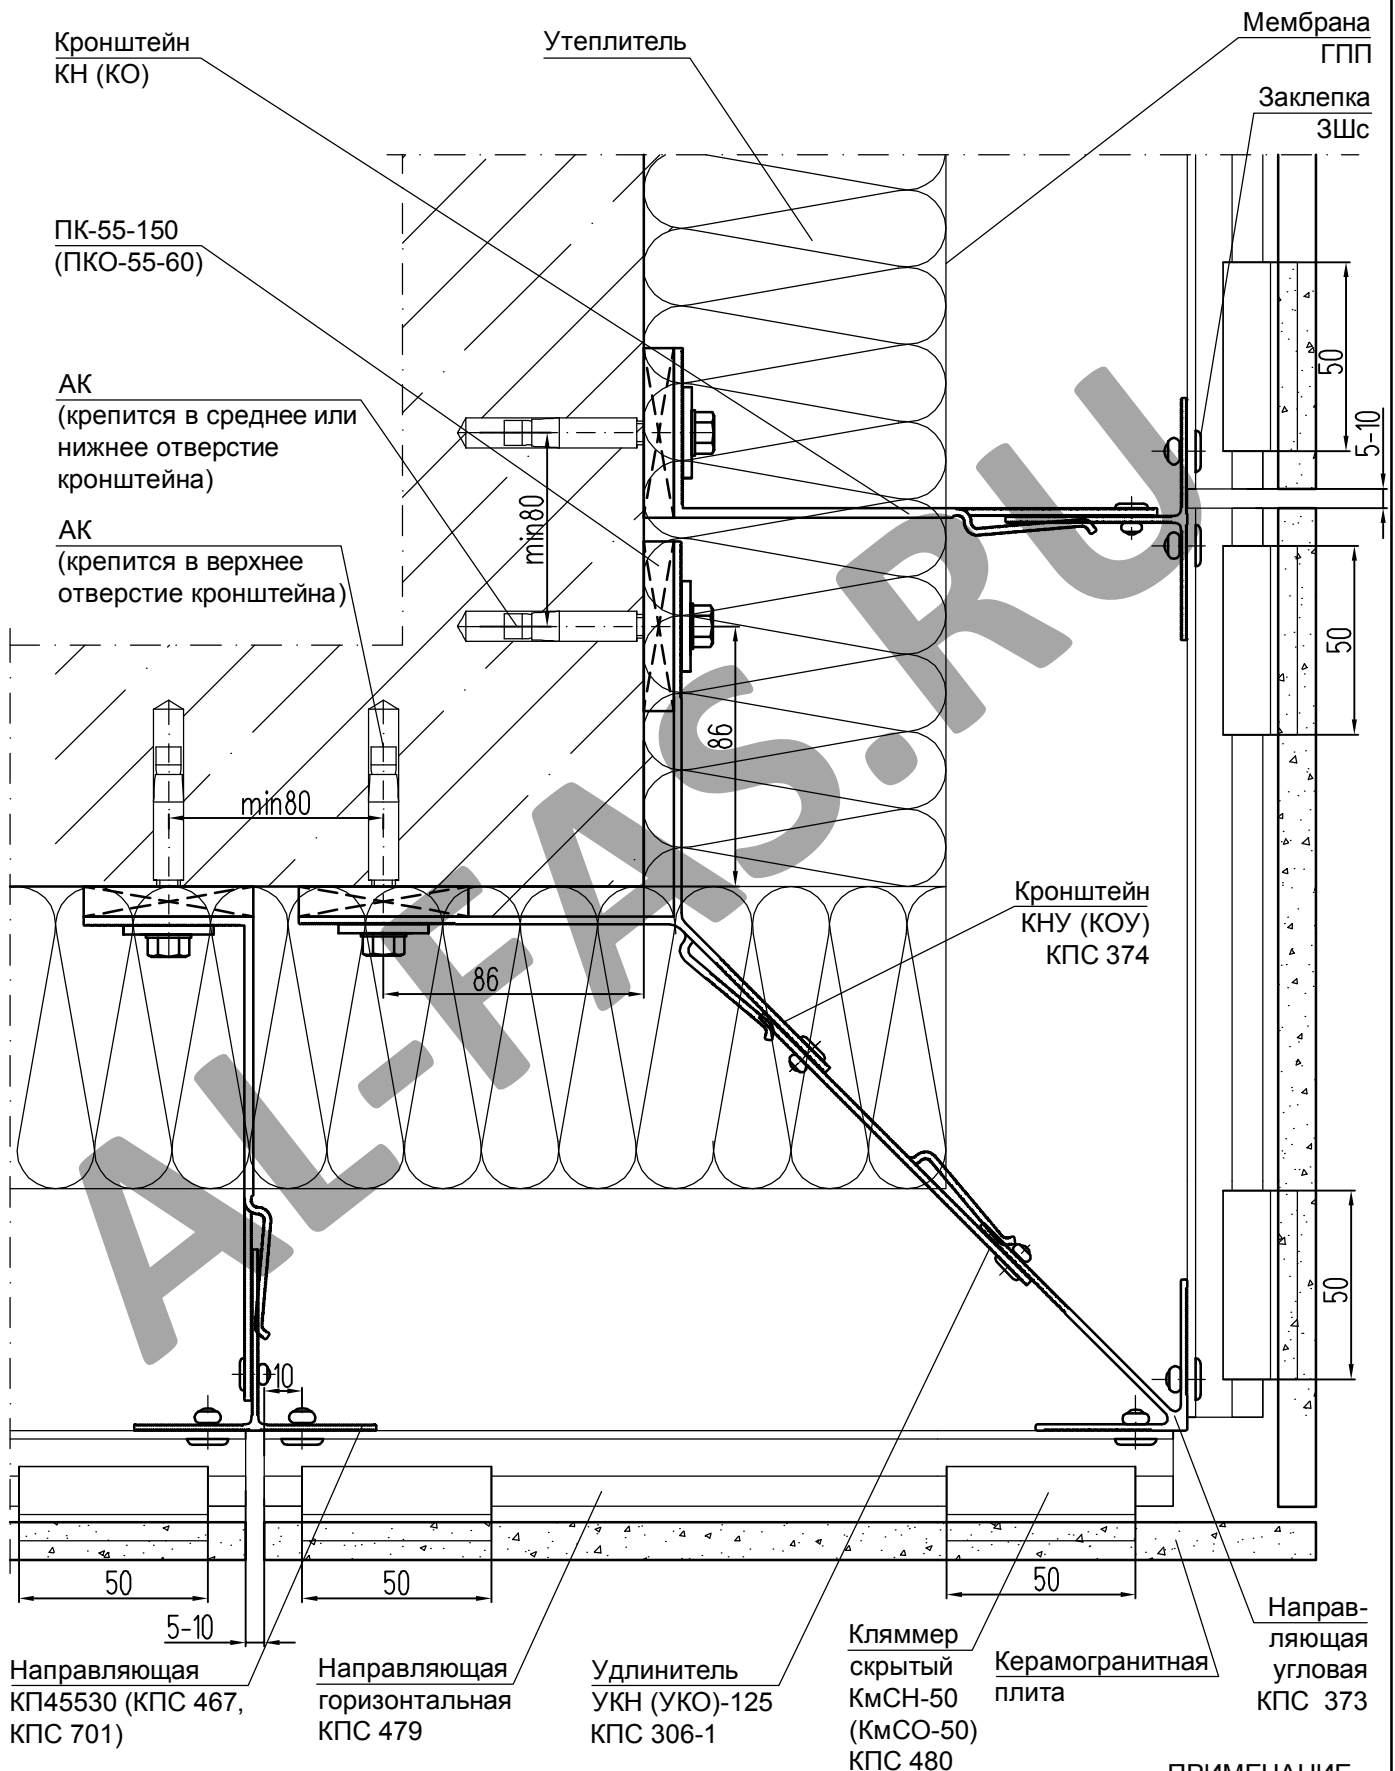 Кронштейн
КН (КО)
Утеплитель
Мембрана
ГПП
Заклепка
ЗШс
ПК-55-150
(ПКО-55-60)
АК
(крепится в среднее или
нижнее отверстие
кронштейна)
АК
(крепится в верхнее
отверстие кронштейна)
50
5-10
min80
50
86
min80
Кронштейн
КНУ (КОУ)
КПС 374
86
50
10
50
50
50
5-10
Направляющая
КП45530 (КПС 467,
КПС 701)
Направляющая
горизонтальная
КПС 479
Удлинитель
УКН (УКО)-125
КПС 306-1
Кляммер
скрытый
КмСН-50
(КмСО-50)
КПС 480
Керамогранитная
плита
Направ-
ляющая
угловая
КПС 373
ПРИМЕЧАНИЕ
AL-FAS.RU